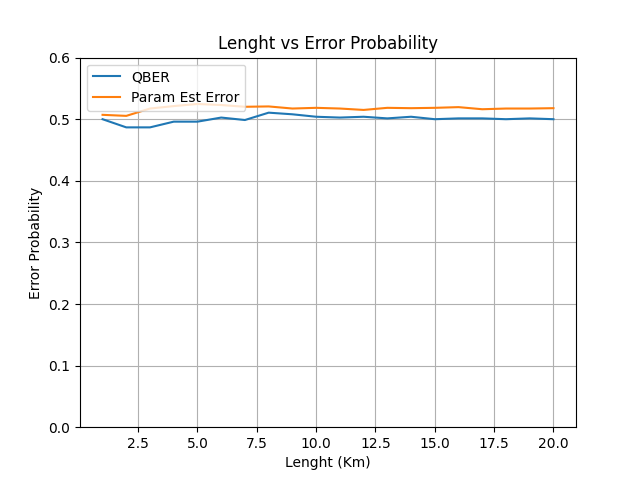 Lenght vs Error Probability
QBER
Param Est Error
Error Probability
0.6
0.5
0.4
0.3
0.2
0.1
0.0
2.5 5.0 7.5 10.0 12.5 15.0 17.5 20.0
Lenght (Km)